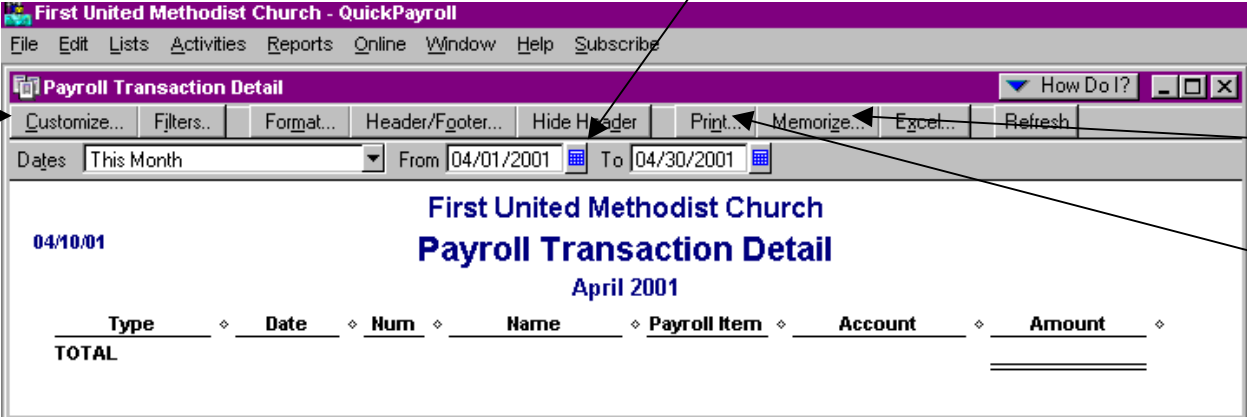 First United Methodist Church - QuickPayroll
File Edit Lists Activities Reports Online Window Help Subscribe
Payroll Transaction Detail How Do I?
Customize... Filters.. Format... Header/Footer... Hide Header Print... Memorize... Excel... Refresh
Dates This Month From 04/01/2001 To 04/30/2001
First United Methodist Church
04/10/01 Payroll Transaction Detail
April 2001
Type Date Num Name Payroll Item Account Amount
TOTAL